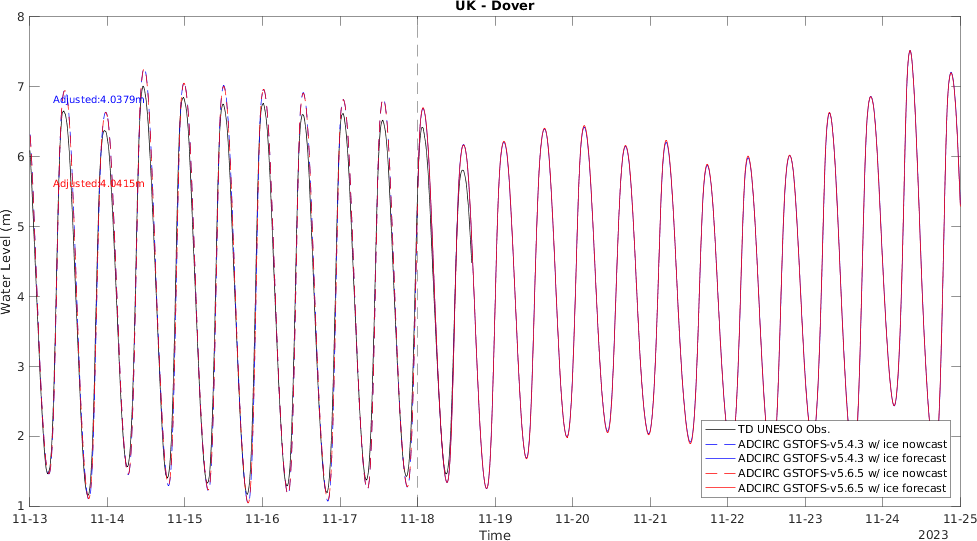 UK - Dover
8
7
6
5
4
3
2
1
Water Level (m)
Adjusted:4.0379m
Adjusted:4.0415m
TD UNESCO Obs.
ADCIRC GSTOFS-v5.4.3 w/ ice nowcast
ADCIRC GSTOFS-v5.4.3 w/ ice forecast
ADCIRC GSTOFS-v5.6.5 w/ ice nowcast
ADCIRC GSTOFS-v5.6.5 w/ ice forecast
11-13 11-14 11-15 11-16 11-17 11-18 11-19 11-20 11-21 11-22 11-23 11-24 11-25
Time
2023